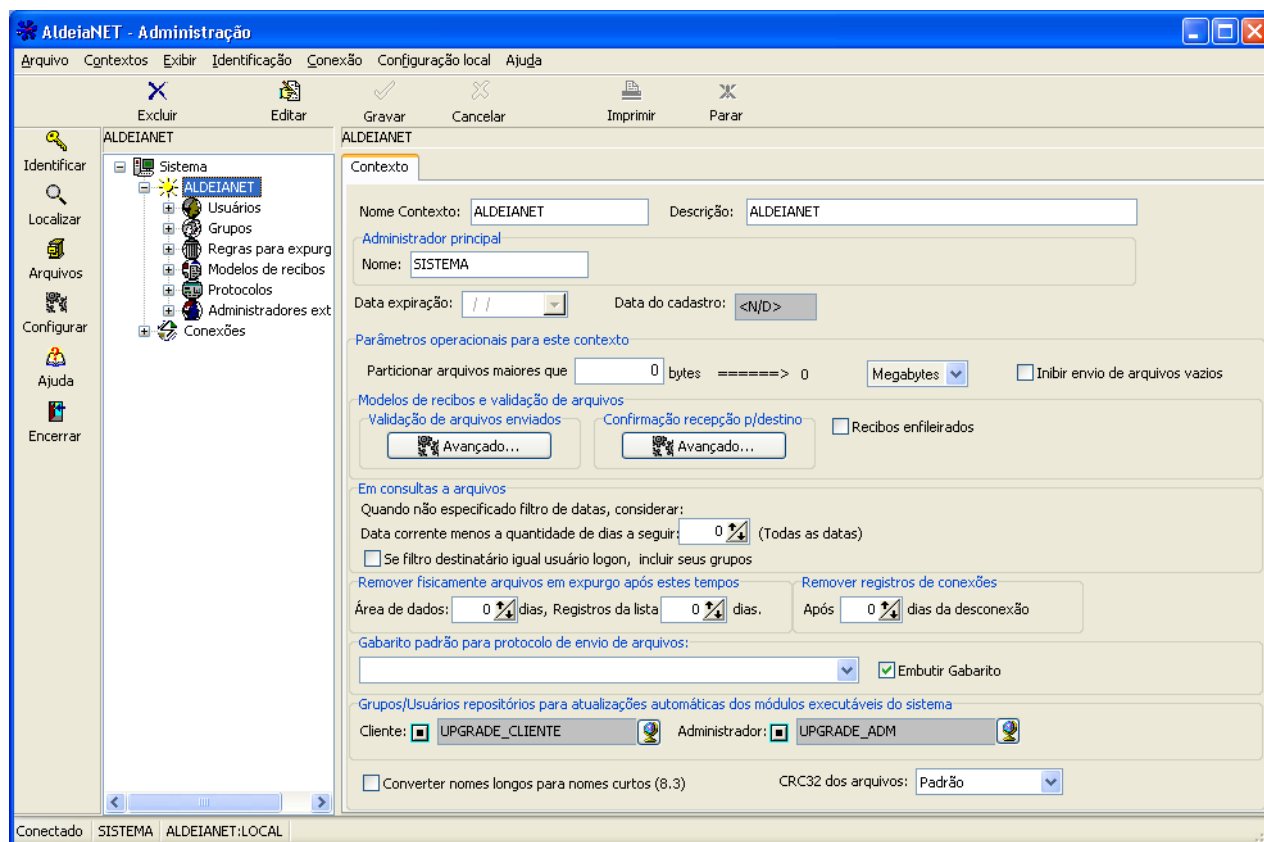 AldeiaNET - Administração
Arquivo Contextos Exibir Identificação Conexão Configuração local Ajuda
Excluir Editar Gravar Cancelar Imprimir Parar
ALDEIANET
Identificar
Localizar
Arquivos
Configurar
Ajuda
Encerrar
Sistema
ALDEIANET
Usuários
Grupos
Regras para expurg
Modelos de recibos
Protocolos
Administradores ext
Conexões
ALDEIANET
Contexto
Nome Contexto: ALDEIANET Descrição: ALDEIANET
Administrador principal
Nome: SISTEMA
Data expiração: / / Data do cadastro: <N/D>
Parâmetros operacionais para este contexto
Particionar arquivos maiores que 0 bytes ======> 0 Megabytes Inibir envio de arquivos vazios
Modelos de recibos e validação de arquivos
Validação de arquivos enviados Confirmação recepção p/destino
Avançado... Avançado... Recibos enfileirados
Em consultas a arquivos
Quando não especificado filtro de datas, considerar:
Data corrente menos a quantidade de dias a seguir: 0 (Todas as datas)
Se filtro destinatário igual usuário logon, incluir seus grupos
Remover fisicamente arquivos em expurgo após estes tempos Remover registros de conexões
Área de dados: 0 dias, Registros da lista 0 dias. Após 0 dias da desconexão
Gabarito padrão para protocolo de envio de arquivos:
Embutir Gabarito
Grupos/Usuários repositórios para atualizações automáticas dos módulos executáveis do sistema
Cliente: UPGRADE_CLIENTE Administrador: UPGRADE_ADM
Converter nomes longos para nomes curtos (8.3) CRC32 dos arquivos: Padrão
Conectado SISTEMA ALDEIANET:LOCAL